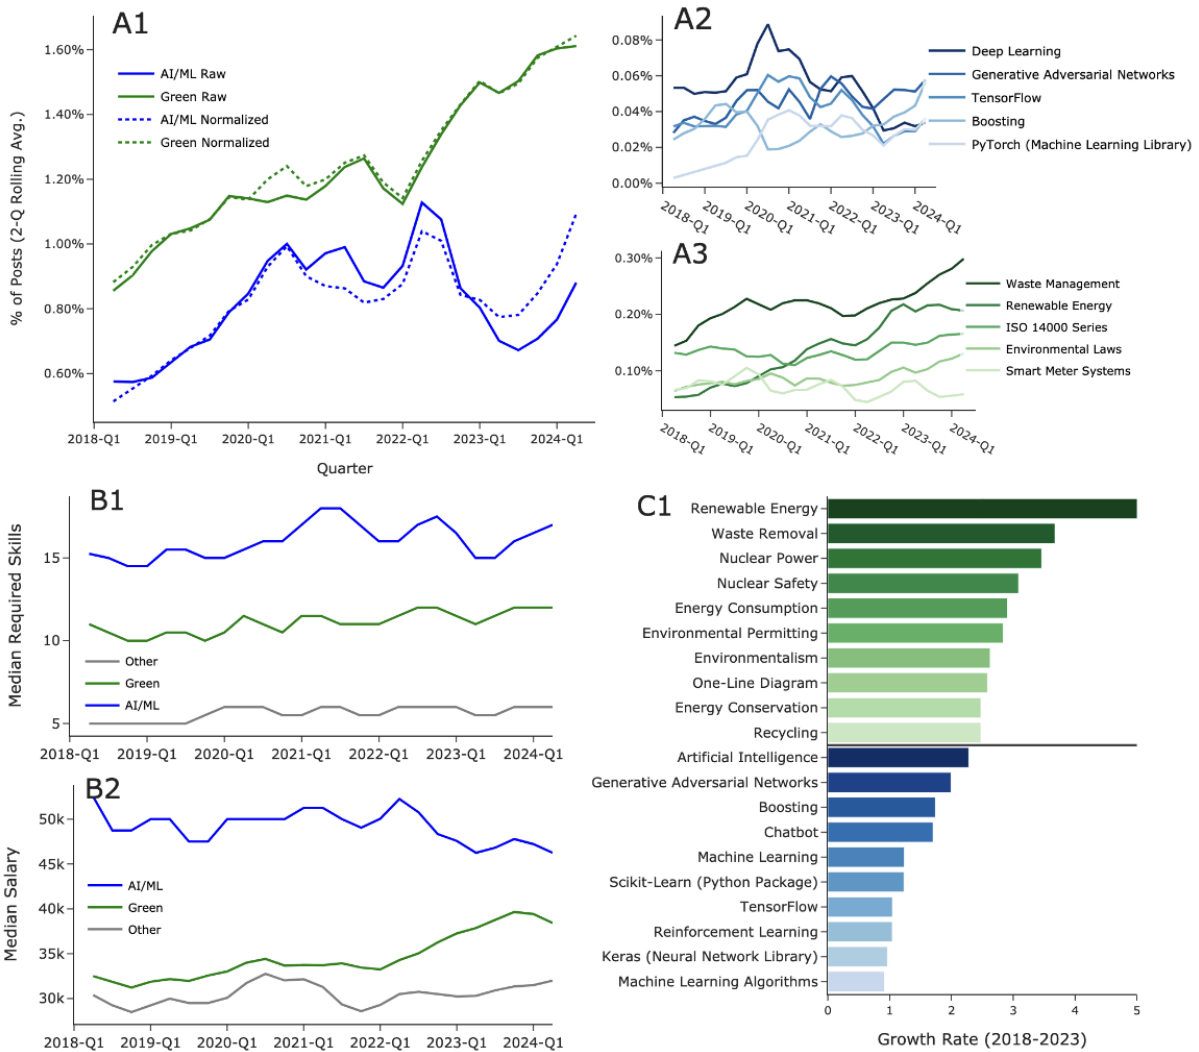 A1
% of Posts (2-Q Rolling Avg.)
1.60%
1.40%
1.20%
1.00%
0.80%
0.60%
AI/ML Raw
Green Raw
AI/ML Normalized
Green Normalized
2018-Q1
2019-Q1
2020-Q1
2021-Q1
2022-Q1
2023-Q1
2024-Q1
Quarter
A2
0.08%
0.06%
0.04%
0.02%
0.00%
Deep Learning
Generative Adversarial Networks
TensorFlow
Boosting
PyTorch (Machine Learning Library)
2018-Q1
2019-Q1
2020-Q1
2021-Q1
2022-Q1
2023-Q1
2024-Q1
A3
0.30%
0.20%
0.10%
Waste Management
Renewable Energy
ISO 14000 Series
Environmental Laws
Smart Meter Systems
2018-Q1
2019-Q1
2020-Q1
2021-Q1
2022-Q1
2023-Q1
2024-Q1
B1
Median Required Skills
15
10
5
Other
Green
AI/ML
2018-Q1
2019-Q1
2020-Q1
2021-Q1
2022-Q1
2023-Q1
2024-Q1
B2
Median Salary
50k
45k
40k
35k
30k
AI/ML
Green
Other
2018-Q1
2019-Q1
2020-Q1
2021-Q1
2022-Q1
2023-Q1
2024-Q1
C1
Renewable Energy
Waste Removal
Nuclear Power
Nuclear Safety
Energy Consumption
Environmental Permitting
Environmentalism
One-Line Diagram
Energy Conservation
Recycling
Artificial Intelligence
Generative Adversarial Networks
Boosting
Chatbot
Machine Learning
Scikit-Learn (Python Package)
TensorFlow
Reinforcement Learning
Keras (Neural Network Library)
Machine Learning Algorithms
0
1
2
3
4
5
Growth Rate (2018-2023)